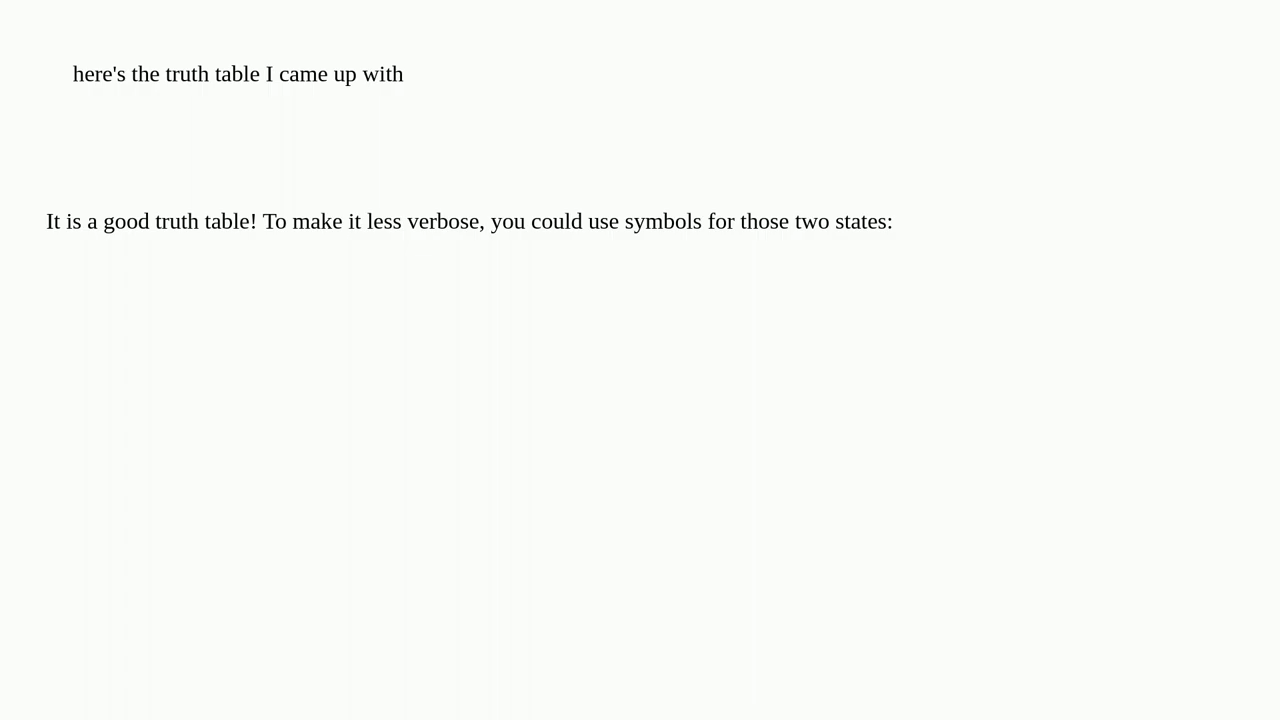 here's the truth table I came up with
It is a good truth table! To make it less verbose, you could use symbols for those two states: